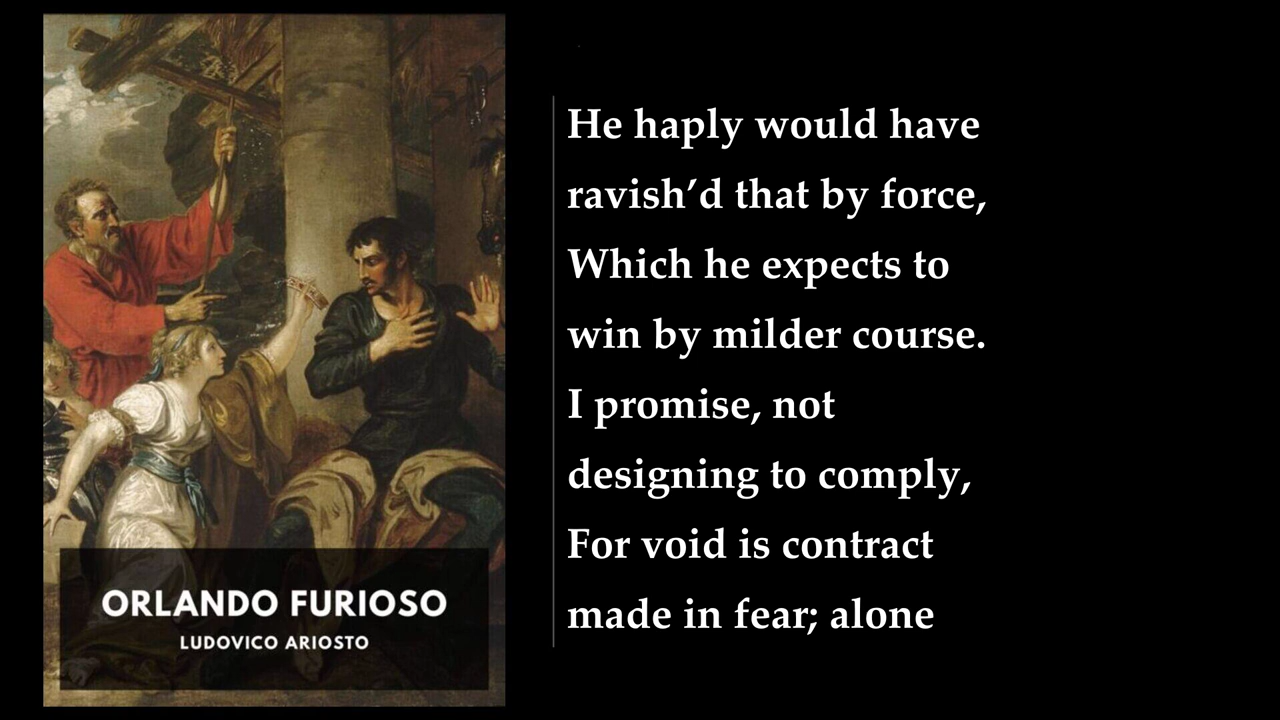 He haply would have
ravish’d that by force,
Which he expects to
win by milder course.
I promise, not
designing to comply,
For void is contract
made in fear; alone
ORLANDO FURIOSO
LUDOVICO ARIOSTO